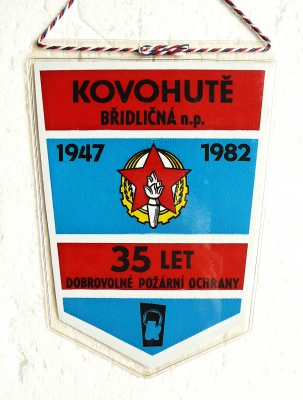 KOVOHUTĚ
BŘIDLIČNÁ n.p.
1947 1982
35 LET
DOBROVOLNÉ POŽÁRNÍ OCHRANY